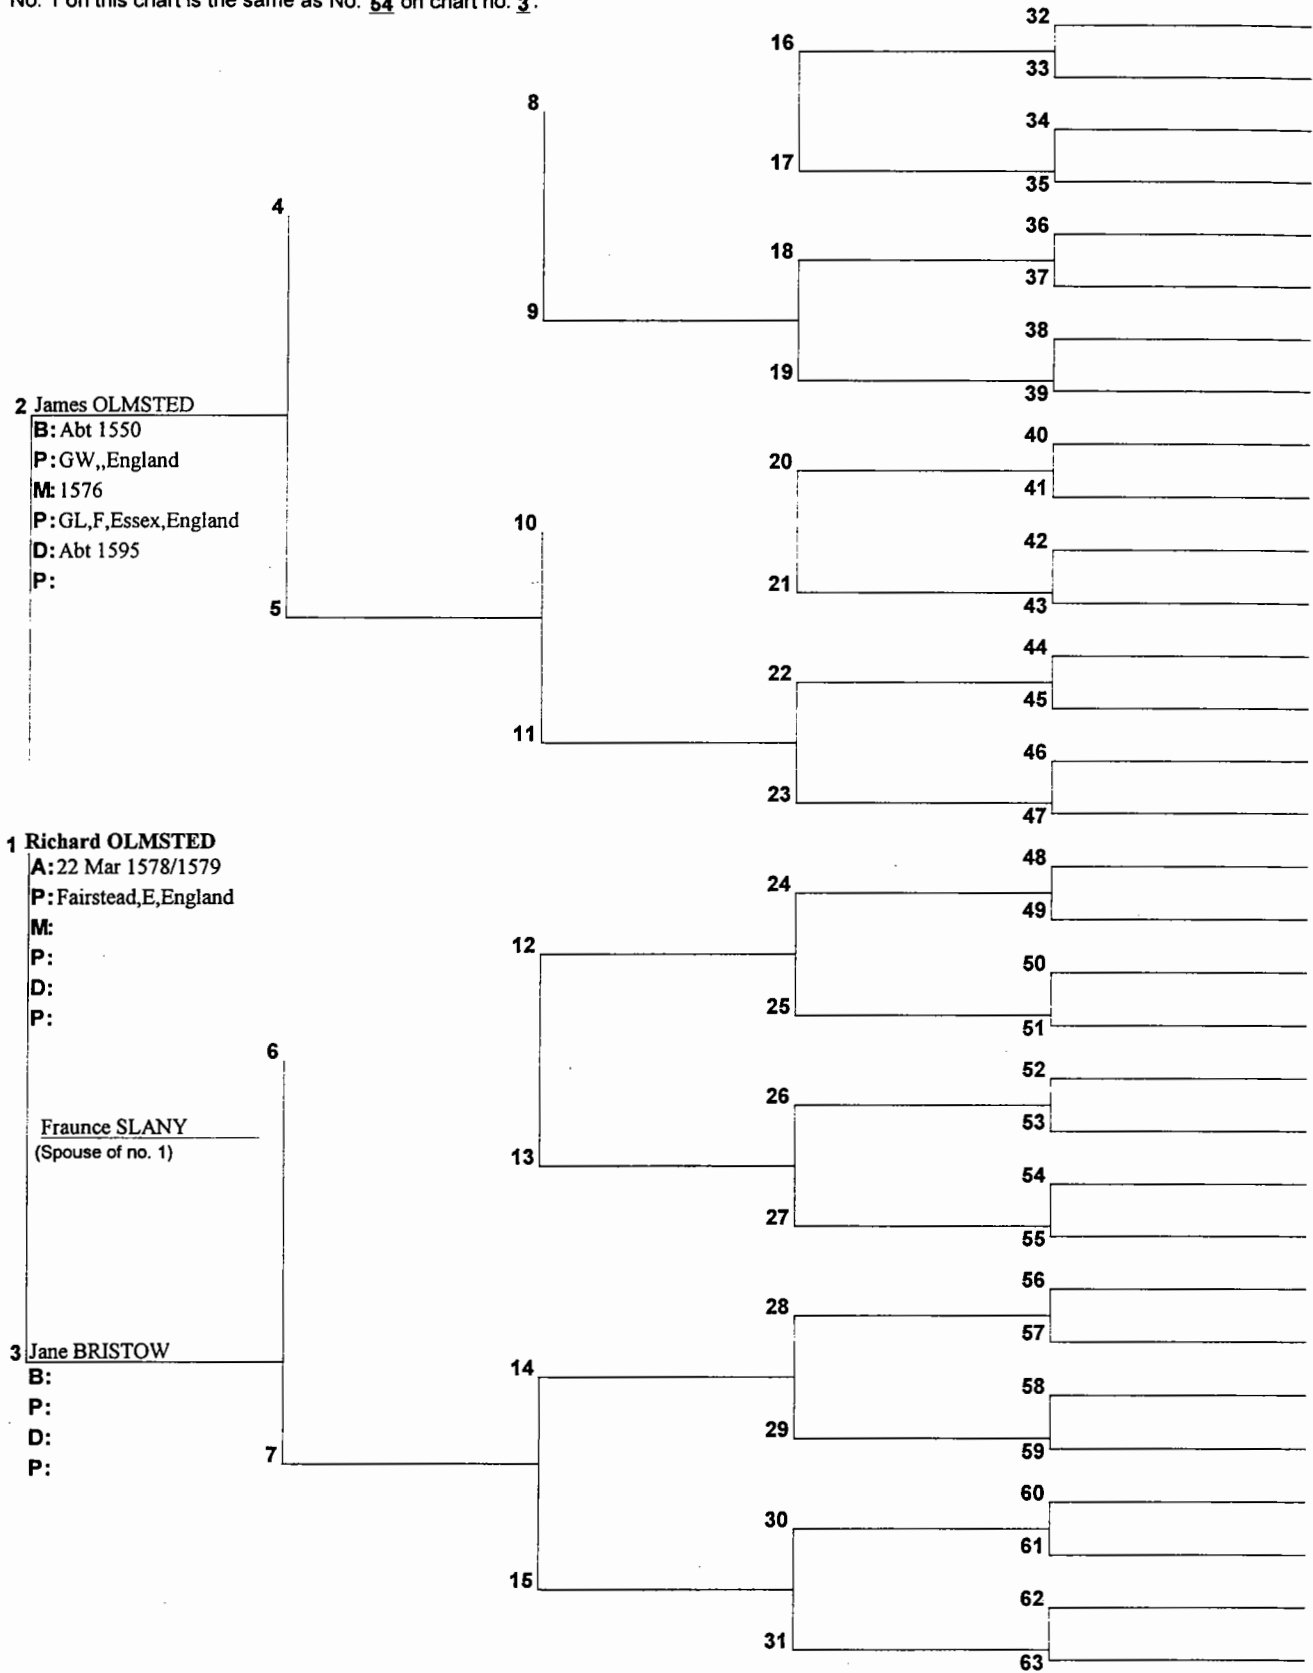 No. 1 on this chart is the same as No. 54 on chart no. 3.
32
16
33
8
34
17
35
4
36
18
37
9
38
19
39
2 James OLMSTED
B: Abt 1550
P: GW,,England
M: 1576
P: GL,F,Essex,England
D: Abt 1595
P:
40
20
41
10
42
21
43
5
44
22
45
11
46
23
47
1 Richard OLMSTED
A: 22 Mar 1578/1579
P: Fairstead,E,England
M:
P:
D:
P:
48
24
49
12
50
25
51
6
52
26
53
Fraunce SLANY
(Spouse of no. 1)
13
54
27
55
56
28
57
3 Jane BRISTOW
B:
P:
D:
P:
14
58
29
59
7
60
30
61
15
62
31
63